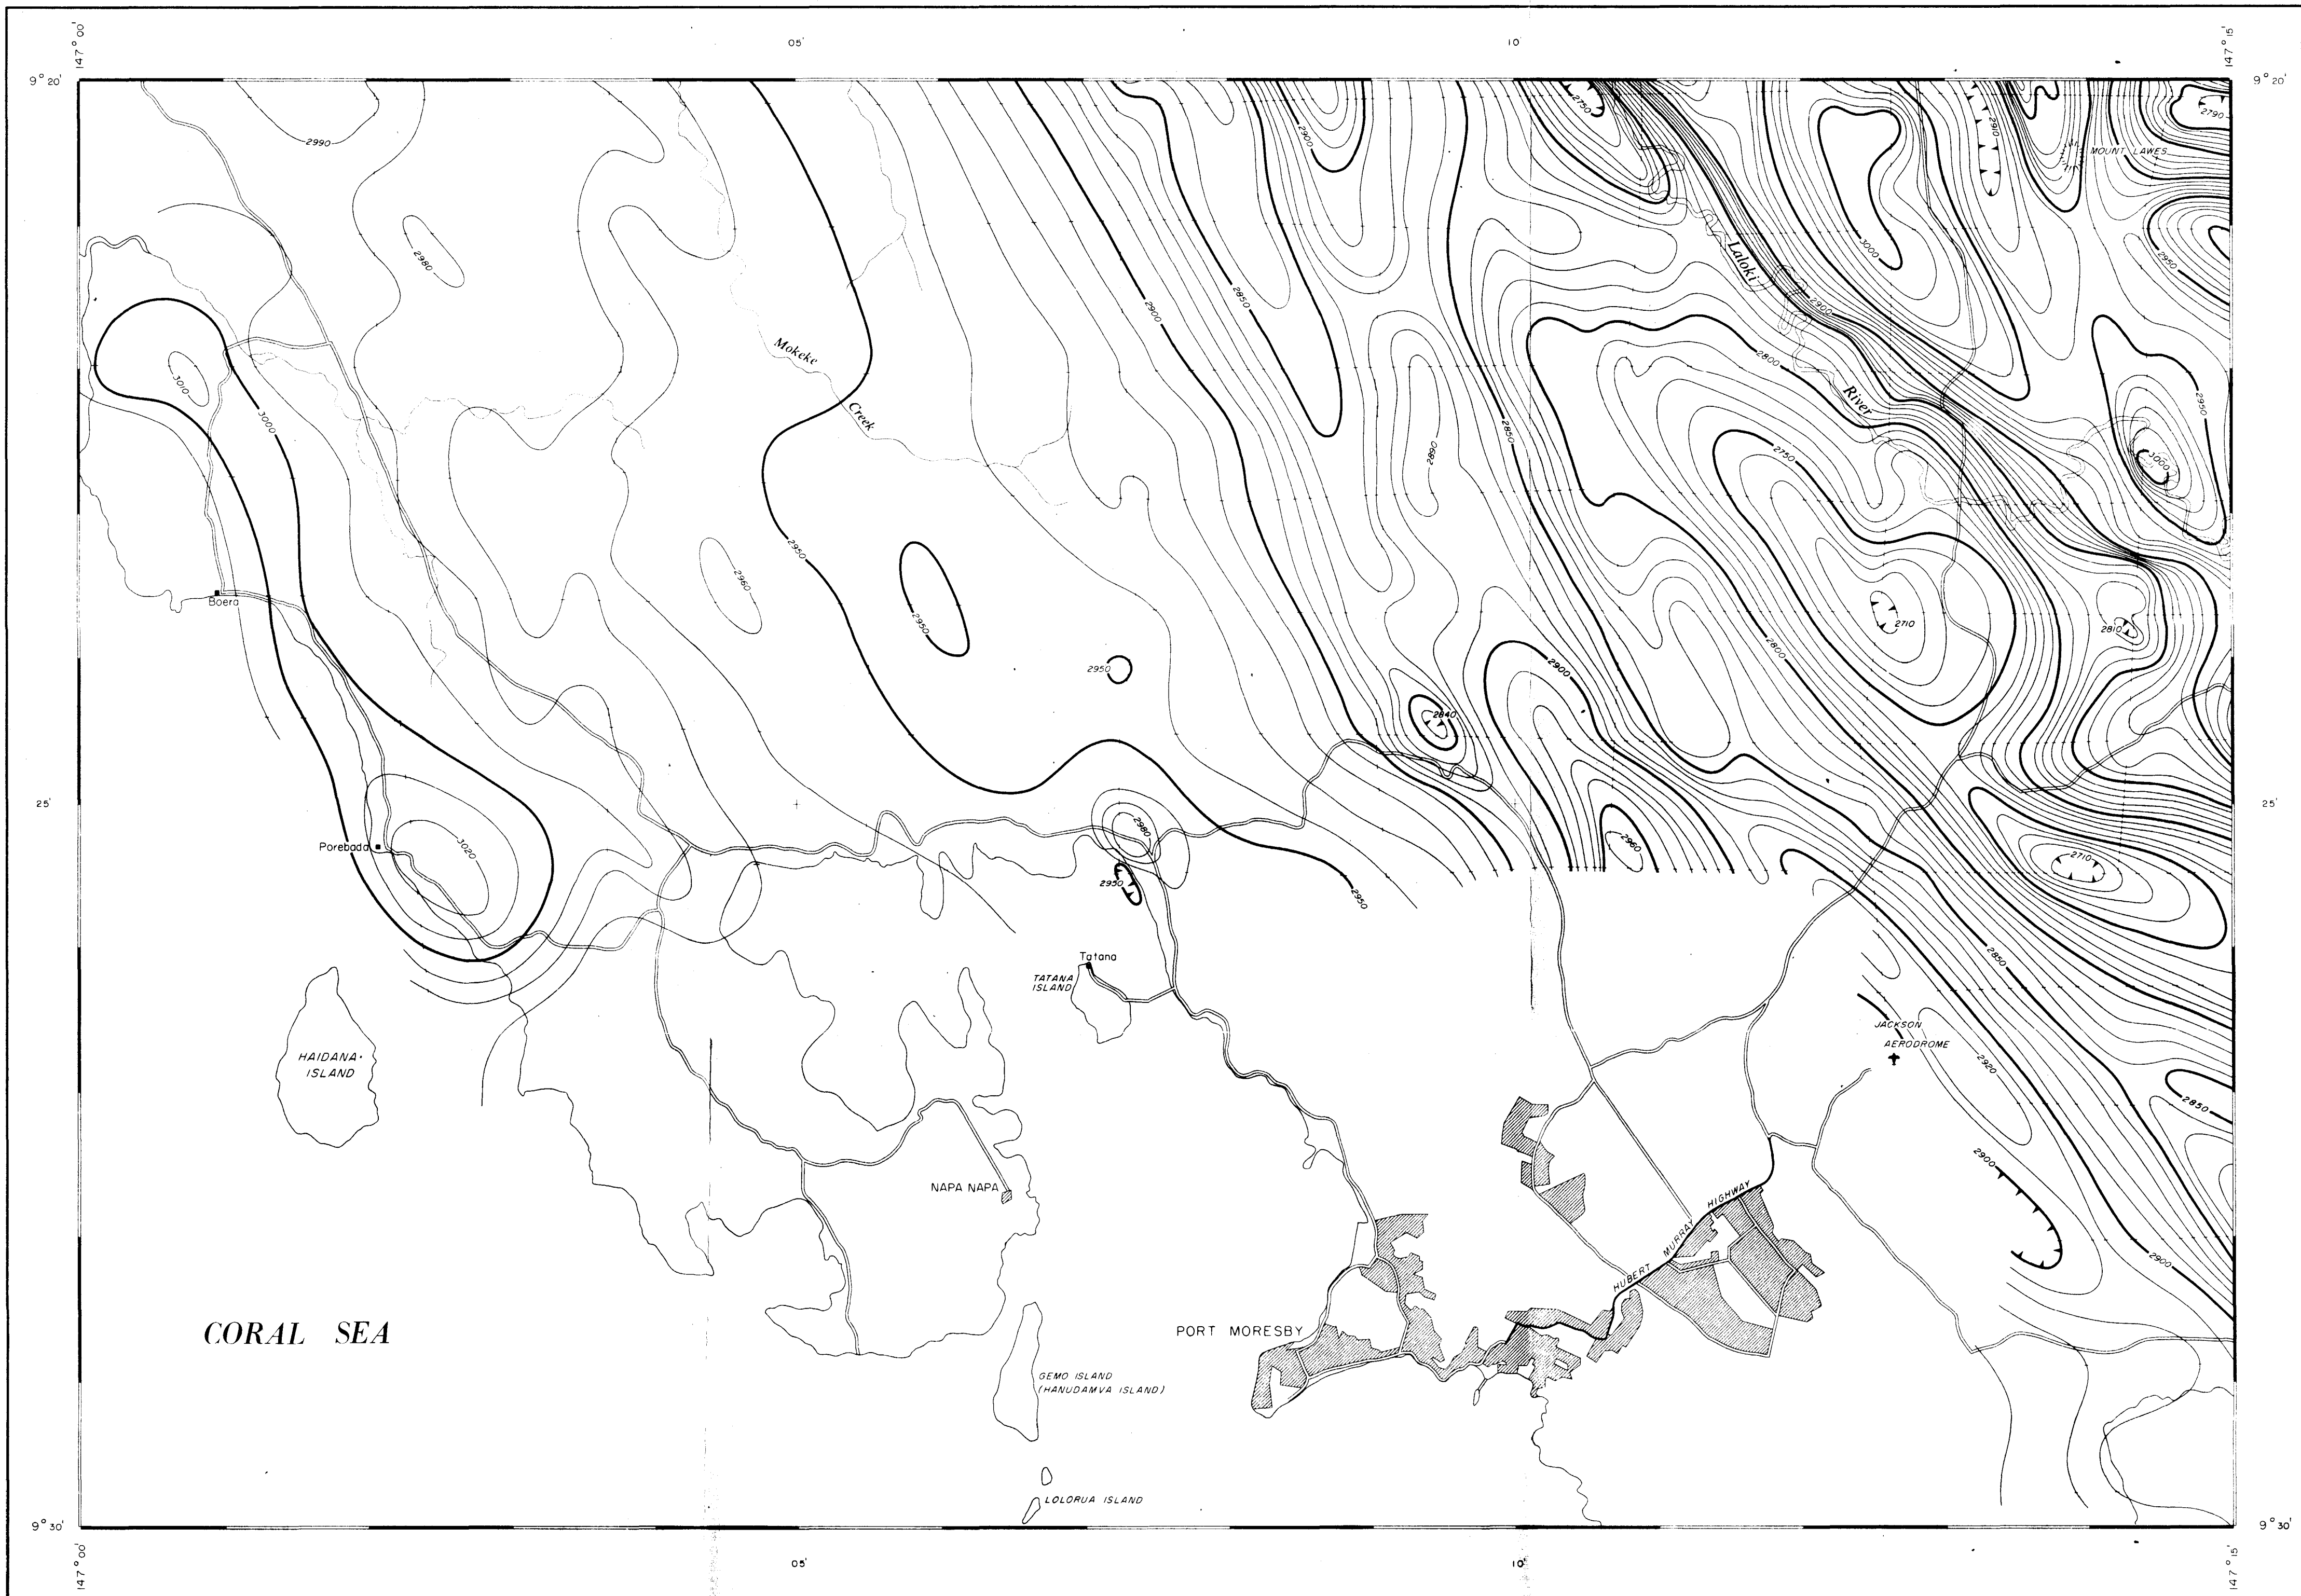 147° 00'
05'
10'
147° 15'
9° 20'
9° 20'
2750
2790
2900
2910
MOUNT LAWES
2990
2980
Laloki
3000
2950
2850
2900
2900
Mokeke
2800
3010
River
Creek
2950
3000
2850
2890
2750
3000
2950
2960
2950
Boera
2710
2810
2800
2900
2950
2840
25'
25'
2980
3020
Porebada
2960
2710
2950
2950
2850
Tatana
TATANA
ISLAND
JACKSON
AERODROME
HAIDANA
ISLAND
2920
2850
2900
NAPA NAPA
HUBERT MURRAY HIGHWAY
2900
CORAL SEA
PORT MORESBY
GEMO ISLAND
(HANUDAMVA ISLAND)
LOLORUA ISLAND
9° 30'
9° 30'
147° 00'
05'
10'
147° 15'